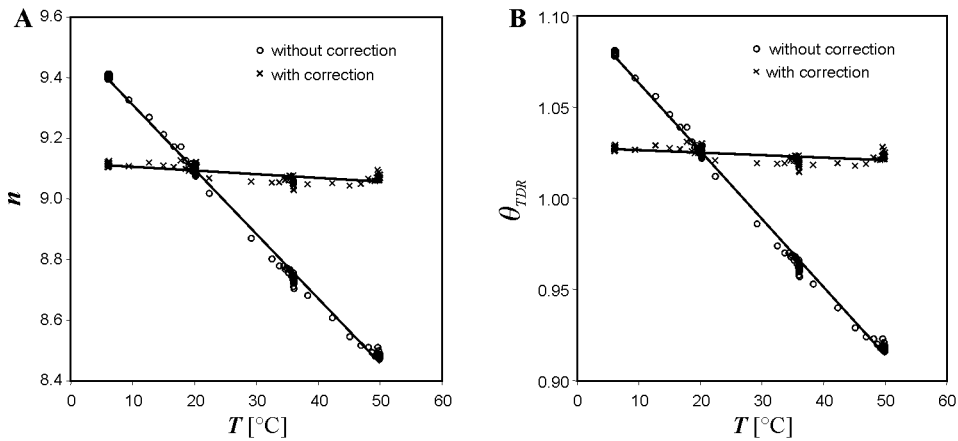 A
9.6
9.4
9.2
9.0
8.8
8.6
8.4
n
○ without correction
× with correction
0 10 20 30 40 50 60
T [°C]
B
1.10
1.05
1.00
0.95
0.90
θTDR
○ without correction
× with correction
0 10 20 30 40 50 60
T [°C]